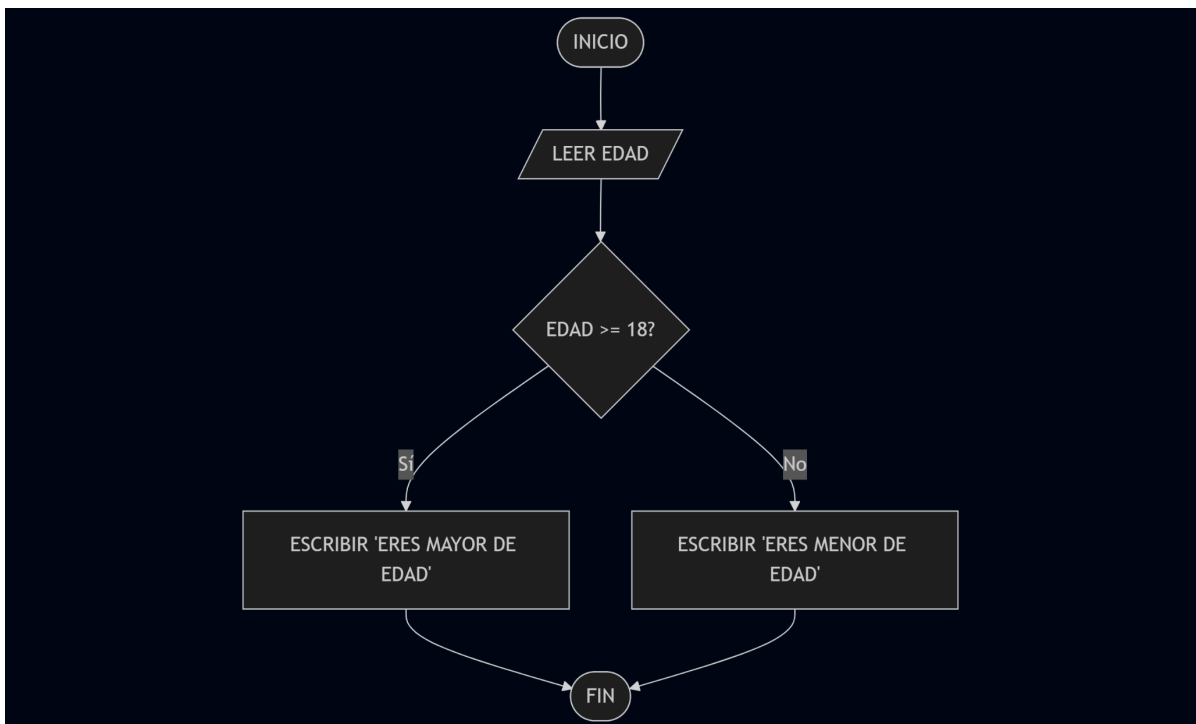 INICIO
LEER EDAD
EDAD >= 18?
Sí
No
ESCRIBIR 'ERES MAYOR DE
EDAD'
ESCRIBIR 'ERES MENOR DE
EDAD'
FIN